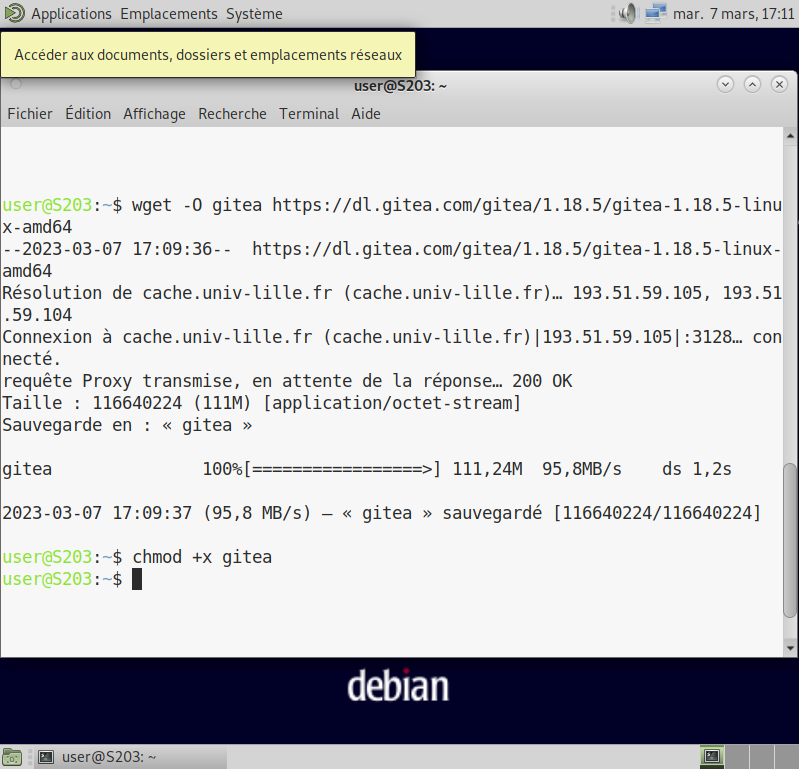 Applications Emplacements Système mar. 7 mars, 17:11
Accéder aux documents, dossiers et emplacements réseaux
user@S203: ~
Fichier Édition Affichage Recherche Terminal Aide
user@S203:~$ wget -O gitea https://dl.gitea.com/gitea/1.18.5/gitea-1.18.5-linu
x-amd64
--2023-03-07 17:09:36--  https://dl.gitea.com/gitea/1.18.5/gitea-1.18.5-linux-
amd64
Résolution de cache.univ-lille.fr (cache.univ-lille.fr)… 193.51.59.105, 193.51
.59.104
Connexion à cache.univ-lille.fr (cache.univ-lille.fr)|193.51.59.105|:3128… con
necté.
requête Proxy transmise, en attente de la réponse… 200 OK
Taille : 116640224 (111M) [application/octet-stream]
Sauvegarde en : « gitea »
gitea               100%[=================>] 111,24M  95,8MB/s    ds 1,2s
2023-03-07 17:09:37 (95,8 MB/s) — « gitea » sauvegardé [116640224/116640224]
user@S203:~$ chmod +x gitea
user@S203:~$
debian
user@S203: ~